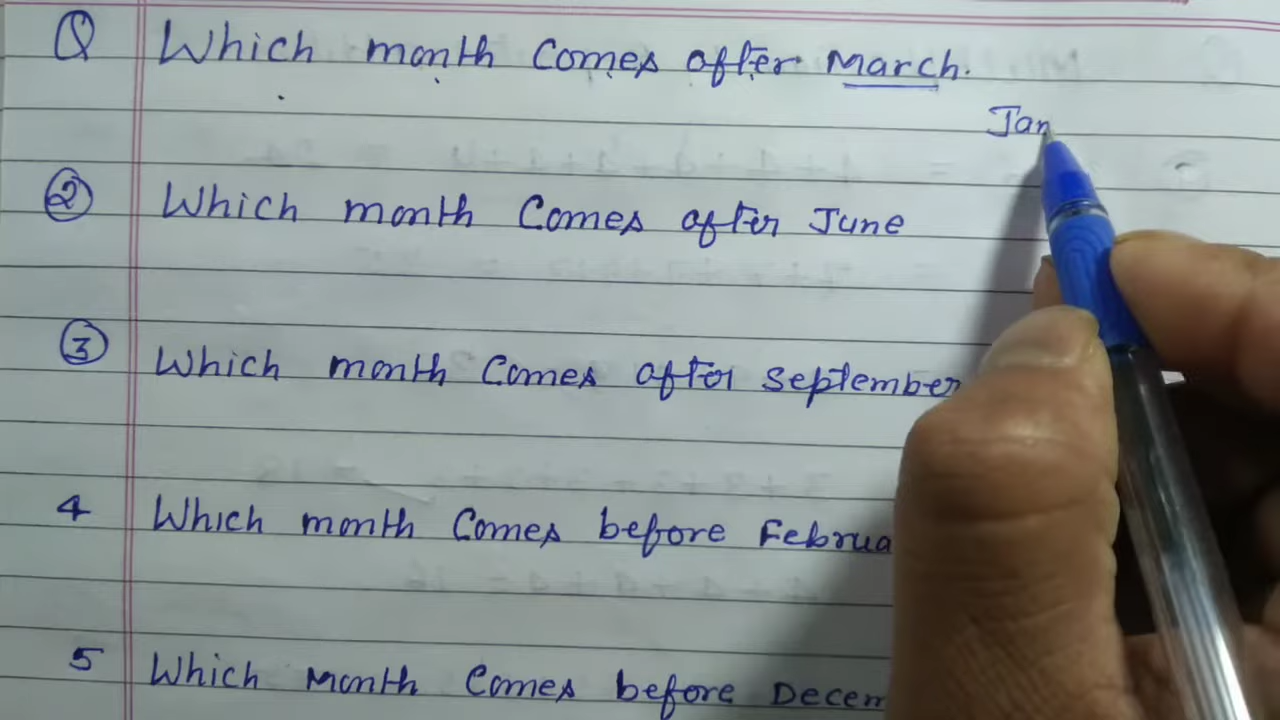 Q Which month Comes after March.
Jan
② Which month Comes after June
③ Which month Comes after September
4 Which month Comes before Februa
5 Which Month Comes before Decem